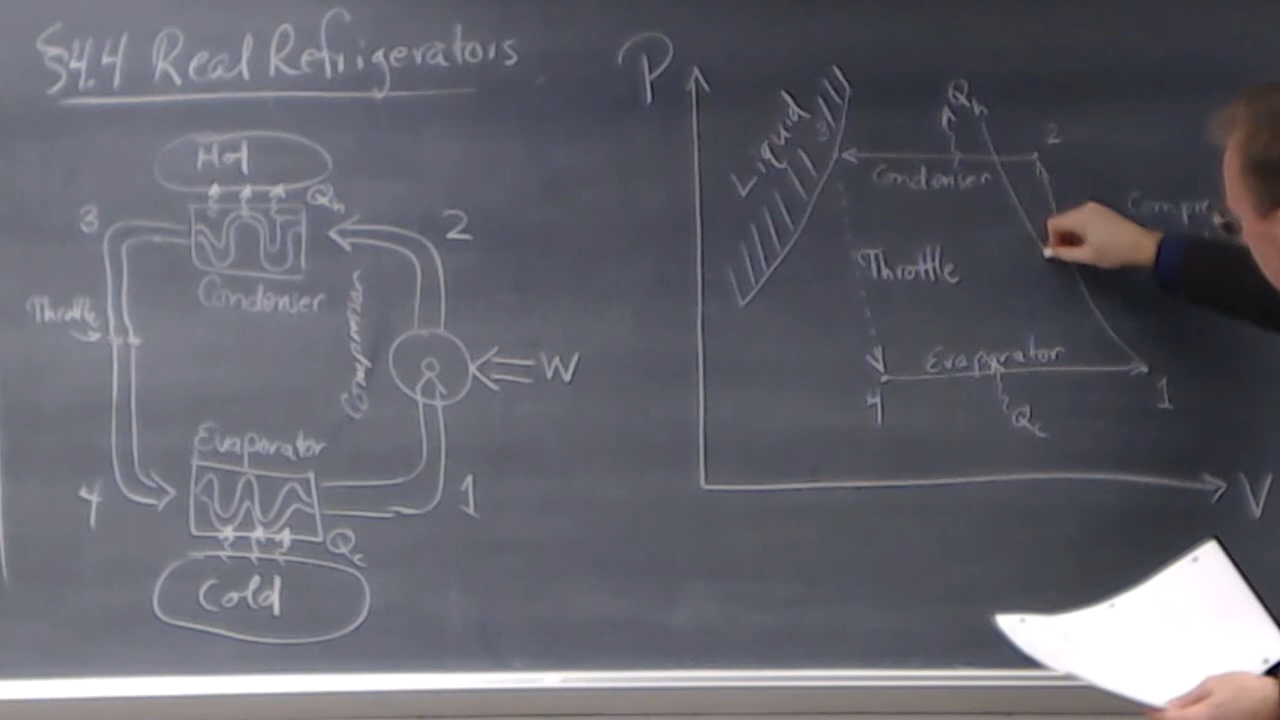 §4.4 Real Refrigerators
Hot
Qh
3
2
Condenser
Throttle
Compressor
W
Evaporator
4
1
Qc
Cold
P
Liquid
3
Qh
2
Condenser
Throttle
Evaporator
4
1
Qc
V